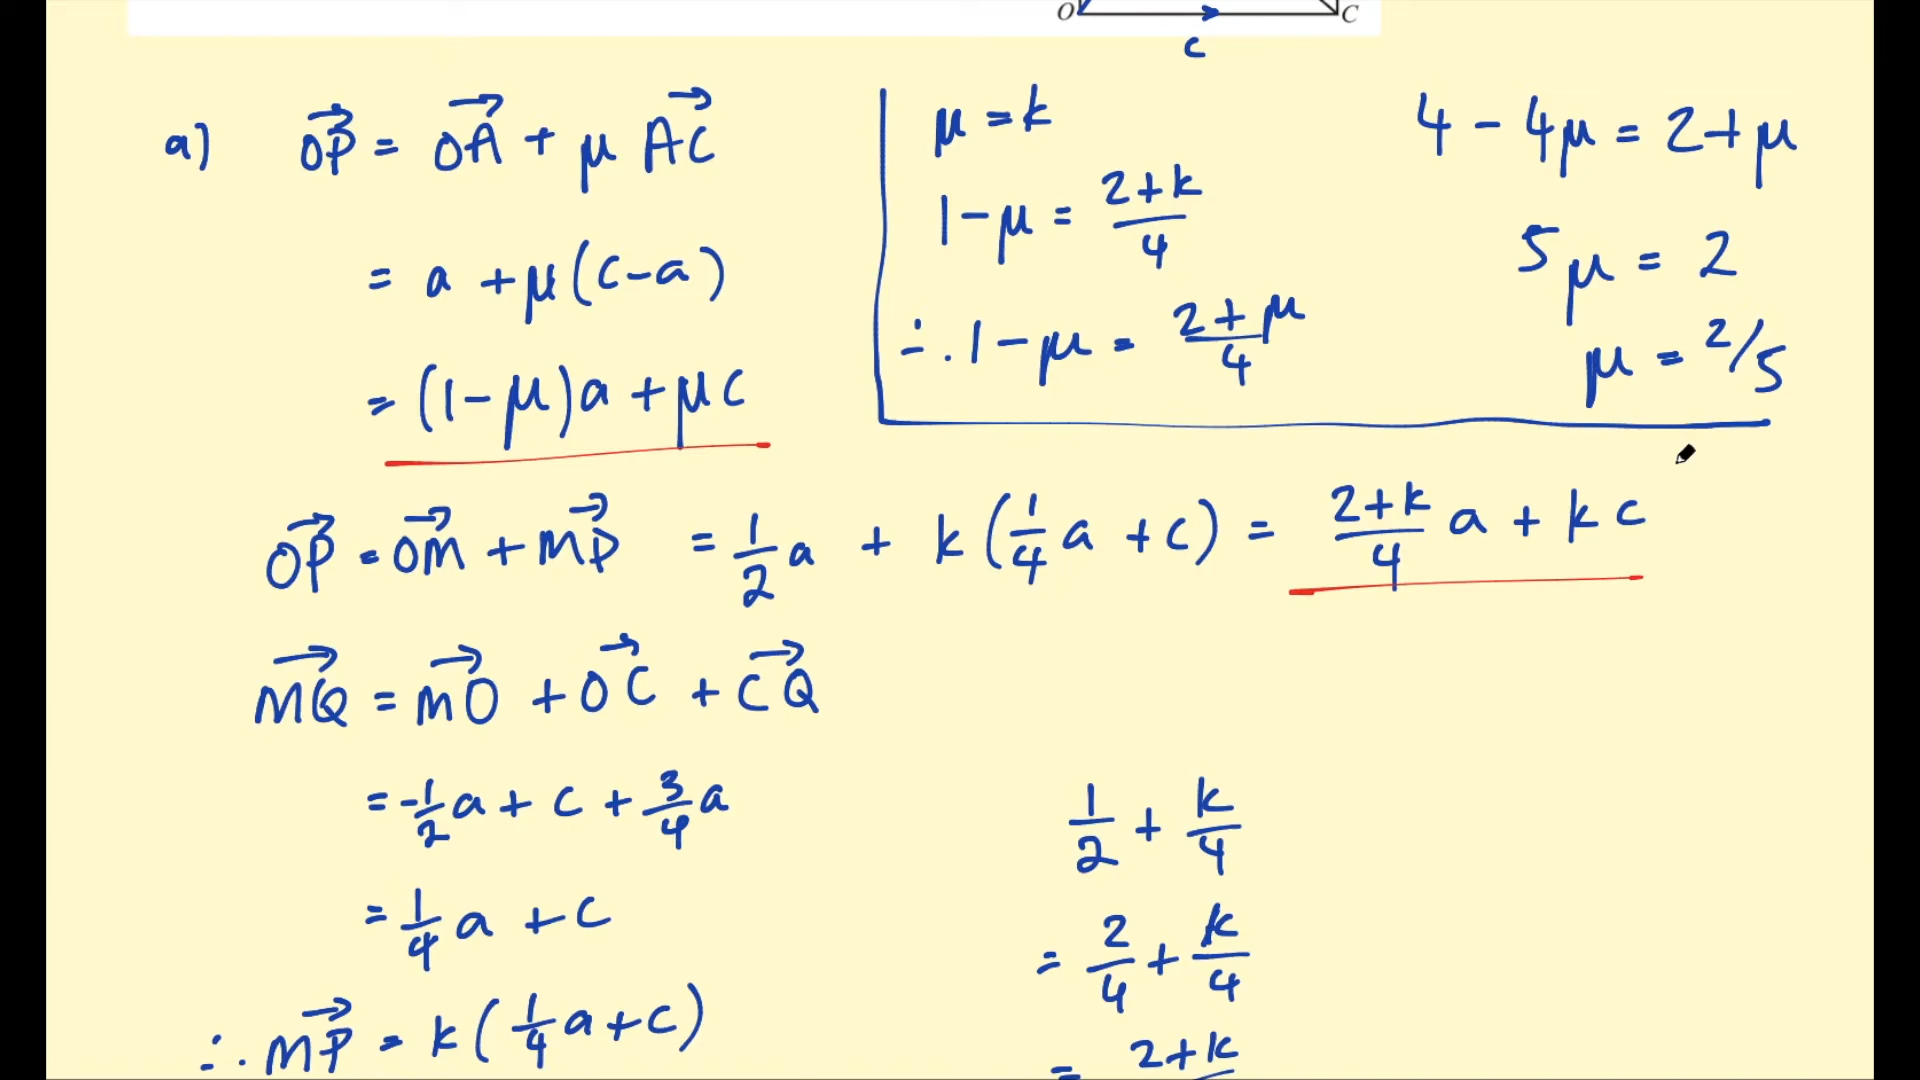 O C
c
a) OP→ = OA→ + μ AC→
= a + μ(c-a)
= (1-μ)a + μc
μ = k
1-μ = (2+k)/4
∴ 1-μ = (2+μ)/4
4 - 4μ = 2+μ
5μ = 2
μ = 2/5
OP→ = OM→ + MP→ = 1/2 a + k(1/4 a + c) = (2+k)/4 a + kc
MQ→ = MO→ + OC→ + CQ→
= -1/2 a + c + 3/4 a
= 1/4 a + c
∴ MP→ = k(1/4 a + c)
1/2 + k/4
= 2/4 + k/4
= 2+k